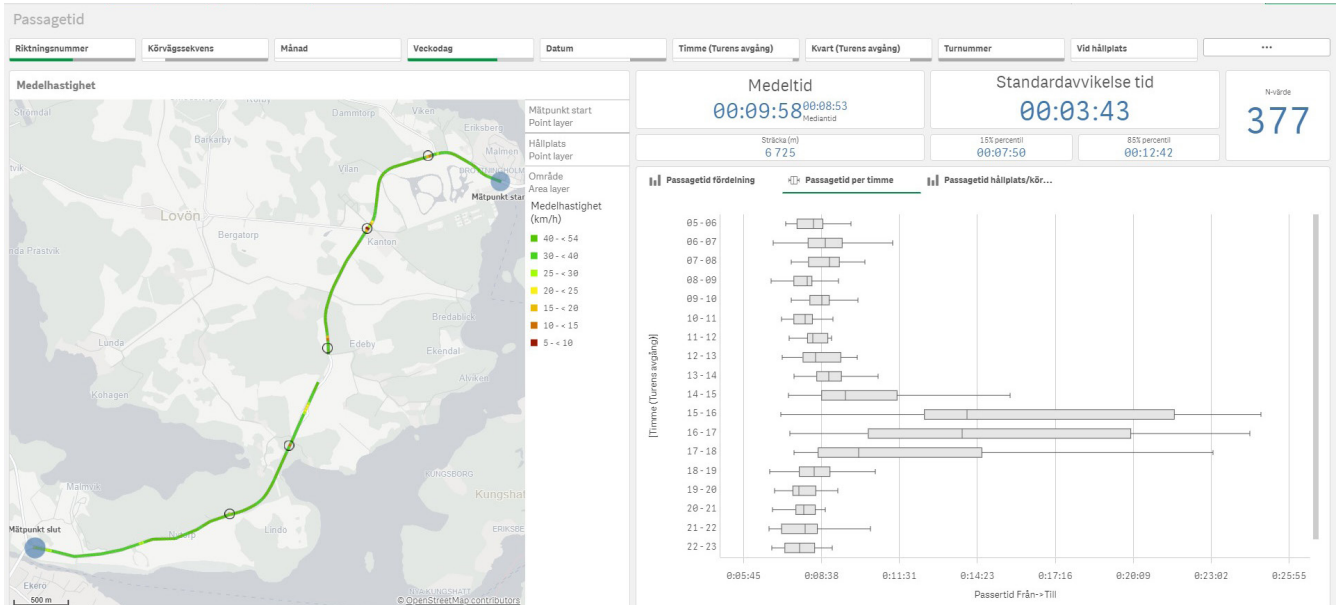 Passagetid
Riktningsnummer
Körvägssekvens
Månad
Veckodag
Datum
Timme (Turens avgång)
Kvart (Turens avgång)
Turnummer
Vid hållplats
...
Medelhastighet
Mätpunkt start
Point layer
Hållplats
Point layer
Område
Area layer
Medelhastighet
(km/h)
40 - < 54
30 - < 40
25 - < 30
20 - < 25
15 - < 20
10 - < 15
5 - < 10
Dammtorp
Viken
Eriksberg
Malmen
Barkarby
Vilan
Mätpunkt star
Lovön
Bergatorp
Kanton
nda Prästvik
Bredablick
Lunda
Edeby
Ekendal
Alviken
Kohagen
KUNGSBORG
Kungshat
Malmvik
Mätpunkt slut
Lindo
ERIKSBE
Ekerö
500 m
© OpenStreetMap contributors
Medeltid
00:09:58
00:08:53
Mediantid
Standardavvikelse tid
00:03:43
N-värde
377
Sträcka (m)
6 725
15% percentil
00:07:50
85% percentil
00:12:42
Passagetid fördelning
Passagetid per timme
Passagetid hållplats/kör...
[Timme (Turens avgång)]
05-06
06-07
07-08
08-09
09-10
10-11
11-12
12-13
13-14
14-15
15-16
16-17
17-18
18-19
19-20
20-21
21-22
22-23
0:05:45
0:08:38
0:11:31
0:14:23
0:17:16
0:20:09
0:23:02
0:25:55
Passertid Från->Till